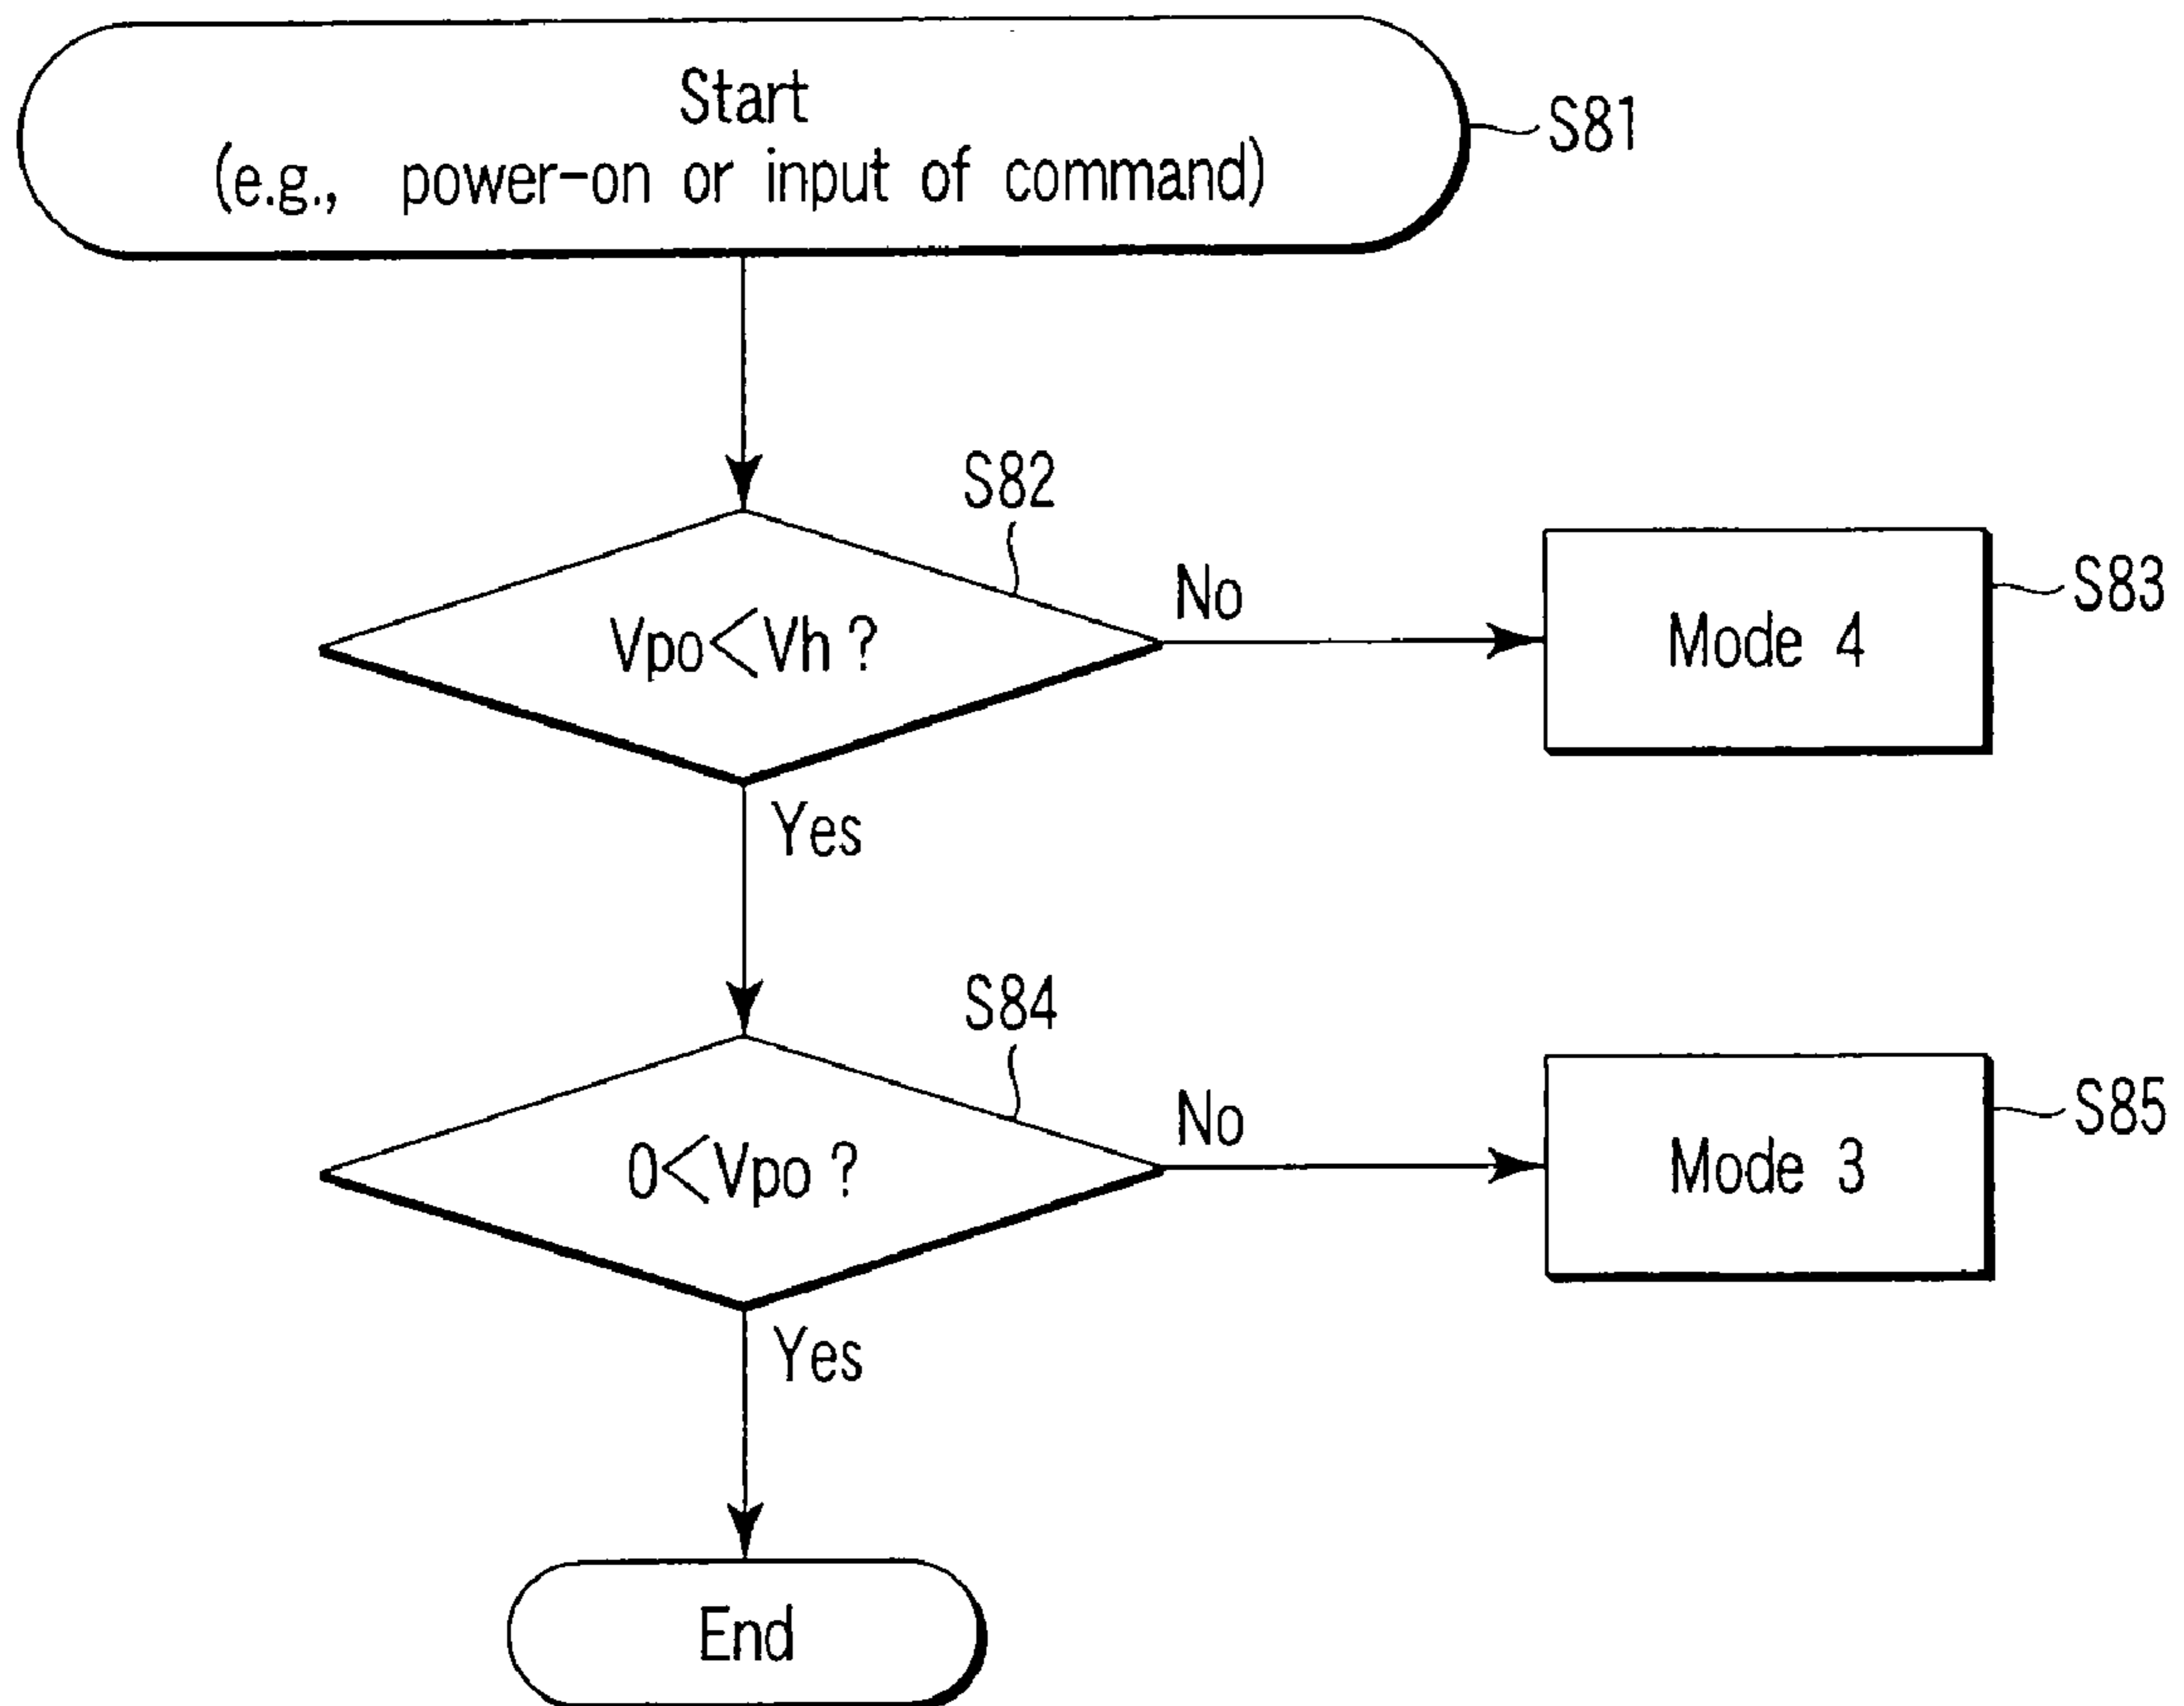 Start
(e.g., power-on or input of command)
S81
S82
Vpo<Vh ?
No
Mode 4
S83
Yes
S84
0<Vpo ?
No
Mode 3
S85
Yes
End